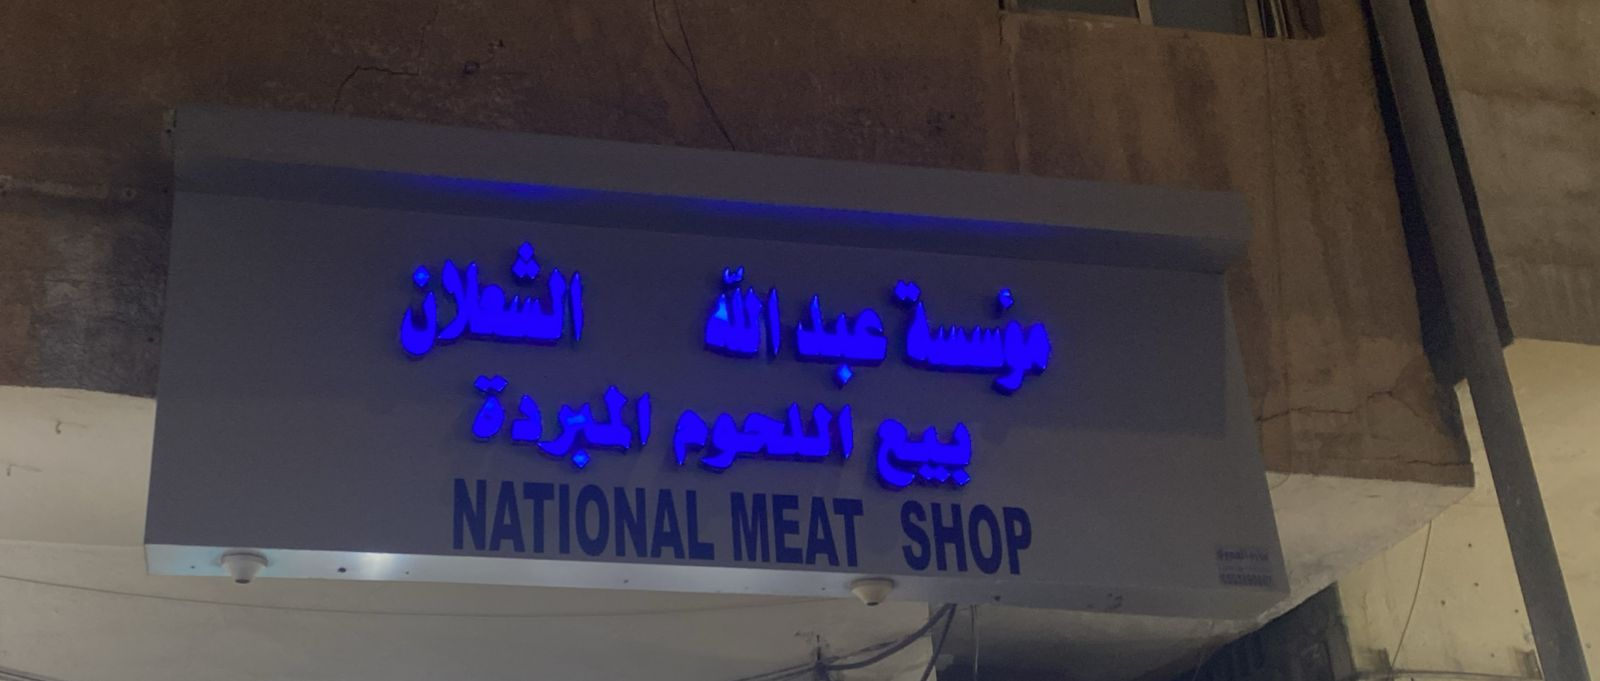 مؤسسة عبد الله الشعلان
بيع اللحوم المبردة
NATIONAL MEAT SHOP